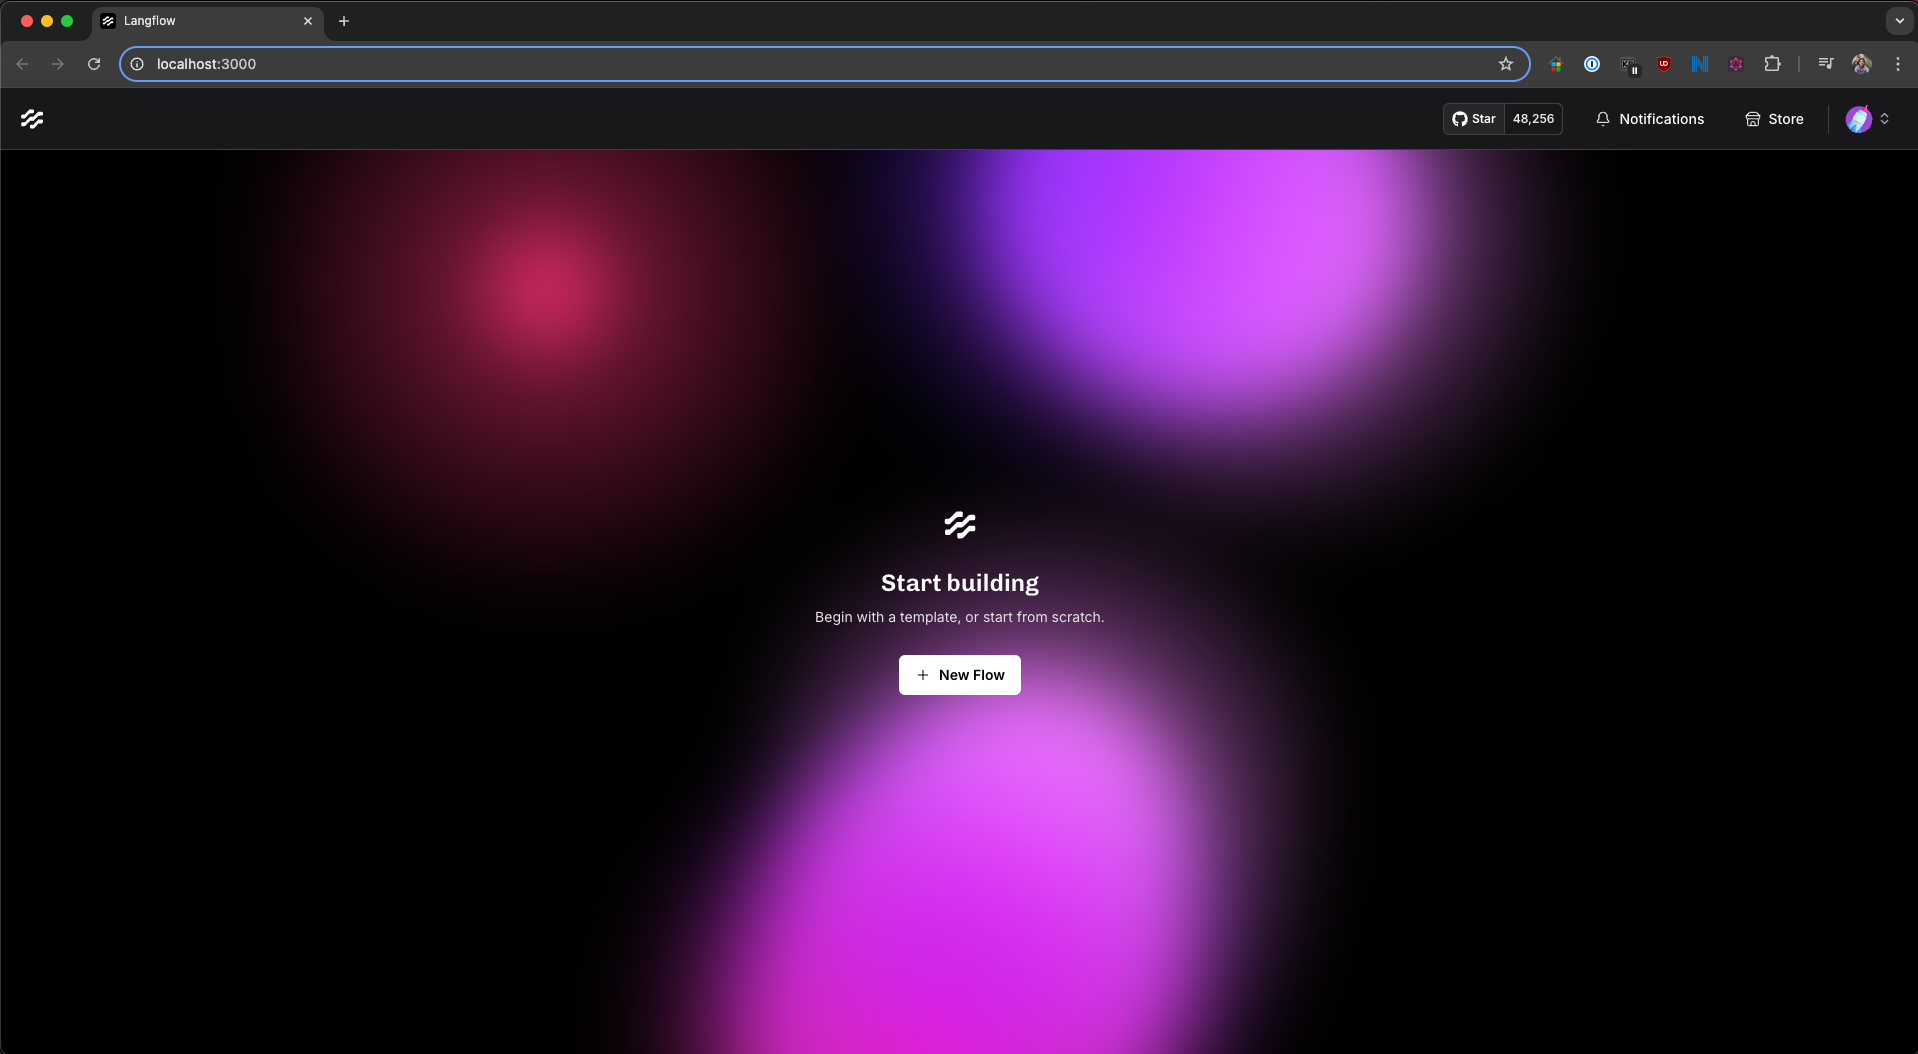 Langflow
localhost:3000
Star 48,256 Notifications Store
Start building
Begin with a template, or start from scratch.
New Flow